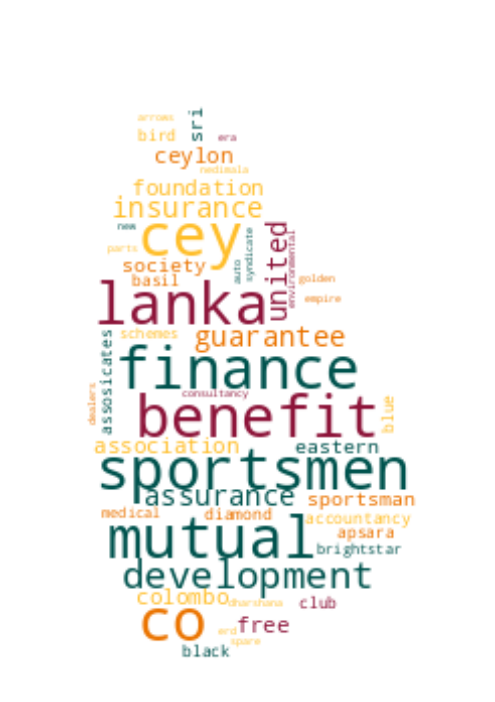 arrows
sri
bird
era
ceylon
nedimala
foundation
insurance
new
cey
united
parts
auto
syndicate
environmental
society
basil
golden
lanka
empire
schemes
guarantee
assosicates
finance
consultancy
dealers
benefit
blue
association
eastern
sportsmen
assurance
sportsman
medical
diamond
accountancy
apsara
mutual
brightstar
development
colombo
dharshana
club
co
erd
free
spare
black